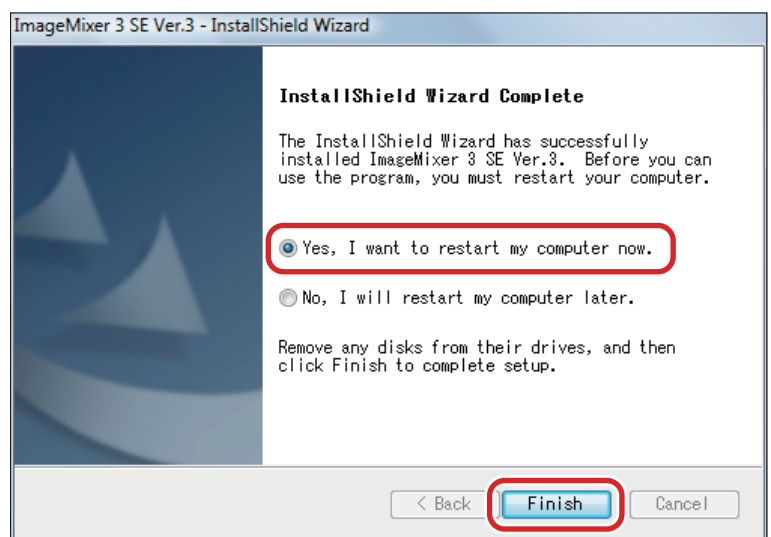 ImageMixer 3 SE Ver.3 - InstallShield Wizard
InstallShield Wizard Complete
The InstallShield Wizard has successfully
installed ImageMixer 3 SE Ver.3. Before you can
use the program, you must restart your computer.
Yes, I want to restart my computer now.
No, I will restart my computer later.
Remove any disks from their drives, and then
click Finish to complete setup.
< Back Finish Cancel